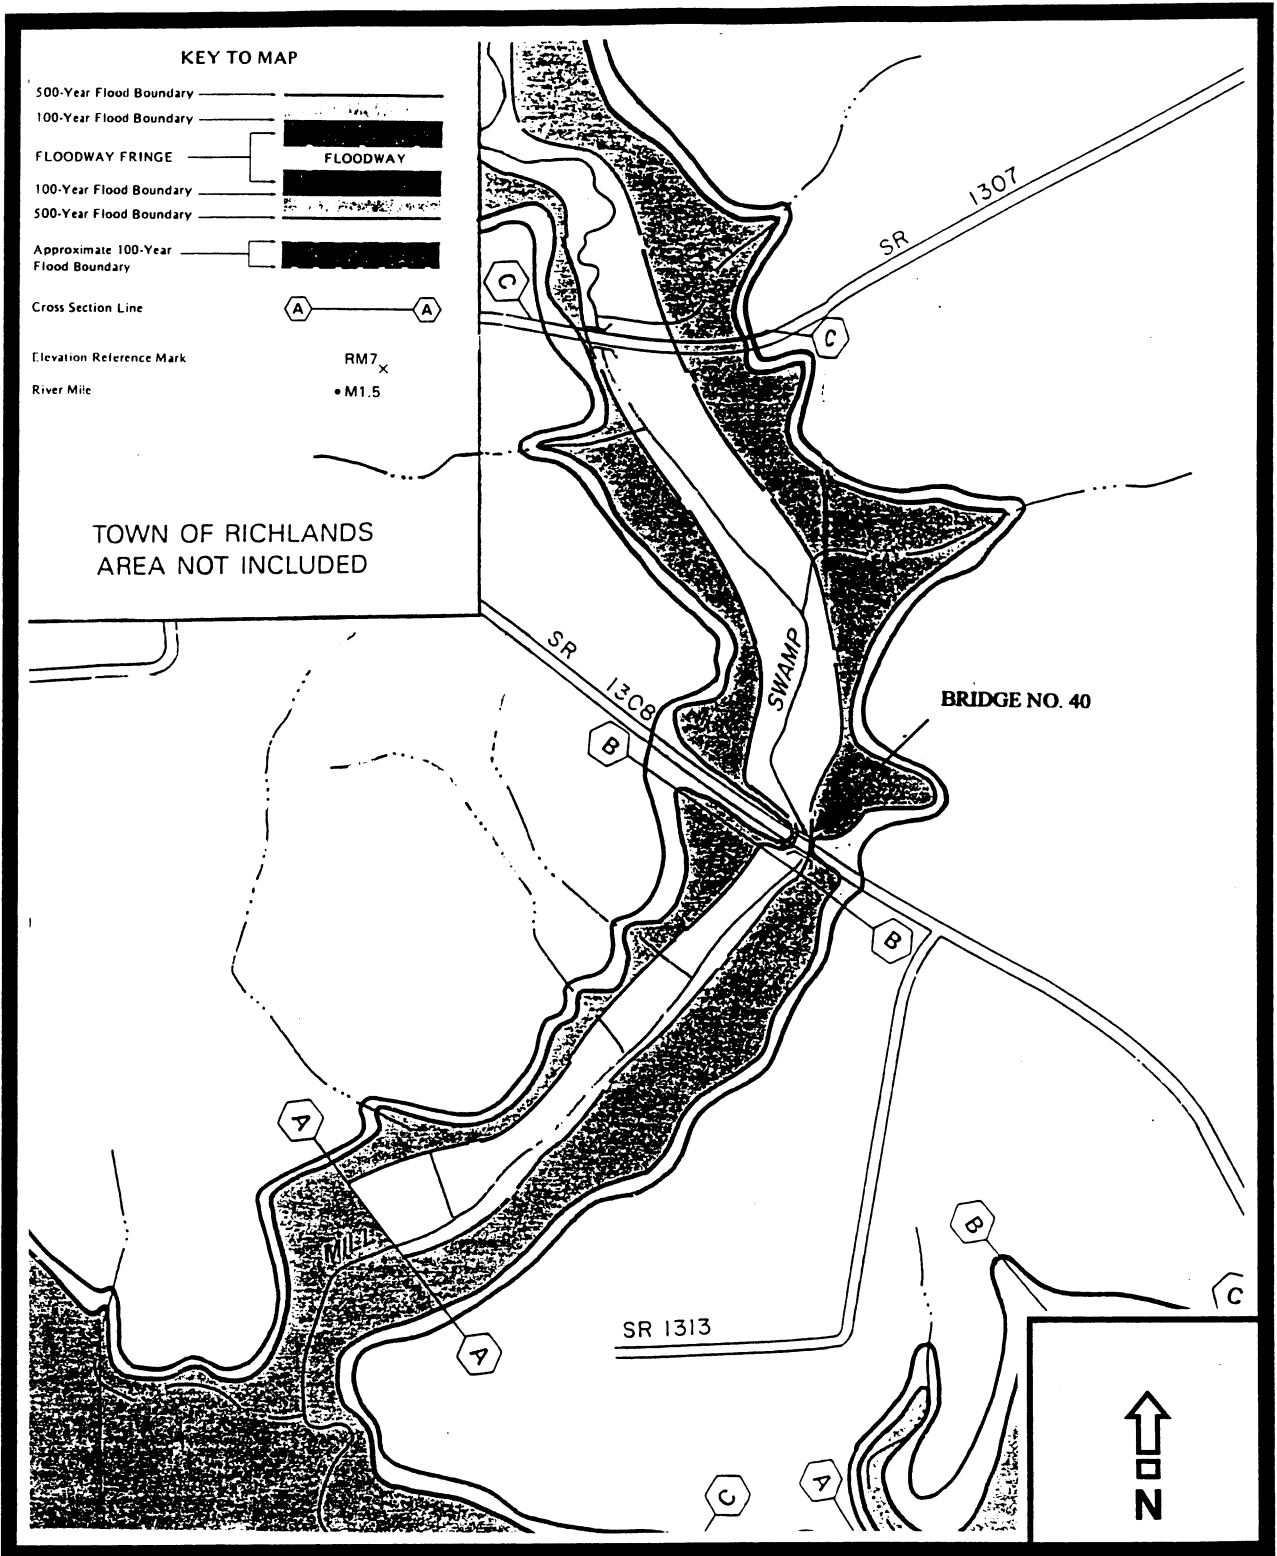 KEY TO MAP
500-Year Flood Boundary
100-Year Flood Boundary
FLOODWAY FRINGE
FLOODWAY
100-Year Flood Boundary
500-Year Flood Boundary
Approximate 100-Year
Flood Boundary
Cross Section Line
A
A
Elevation Reference Mark
RM7
River Mile
M1.5
TOWN OF RICHLANDS
AREA NOT INCLUDED
SR 1307
C
C
SR 1308
SWAMP
BRIDGE NO. 40
B
B
A
MILL
A
SR 1313
B
C
C
A
N